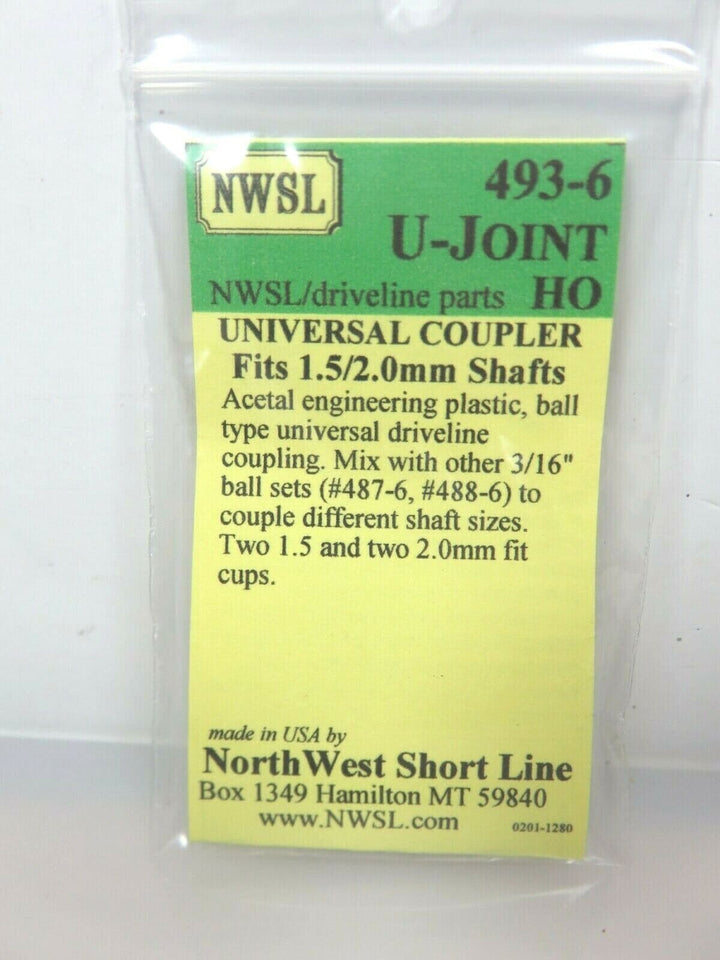 NWSL
493-6
U-JOINT
NWSL/driveline parts HO
UNIVERSAL COUPLER
Fits 1.5/2.0mm Shafts
Acetal engineering plastic, ball
type universal driveline
coupling. Mix with other 3/16"
ball sets (#487-6, #488-6) to
couple different shaft sizes.
Two 1.5 and two 2.0mm fit
cups.
made in USA by
NorthWest Short Line
Box 1349 Hamilton MT 59840
www.NWSL.com
0201-1280